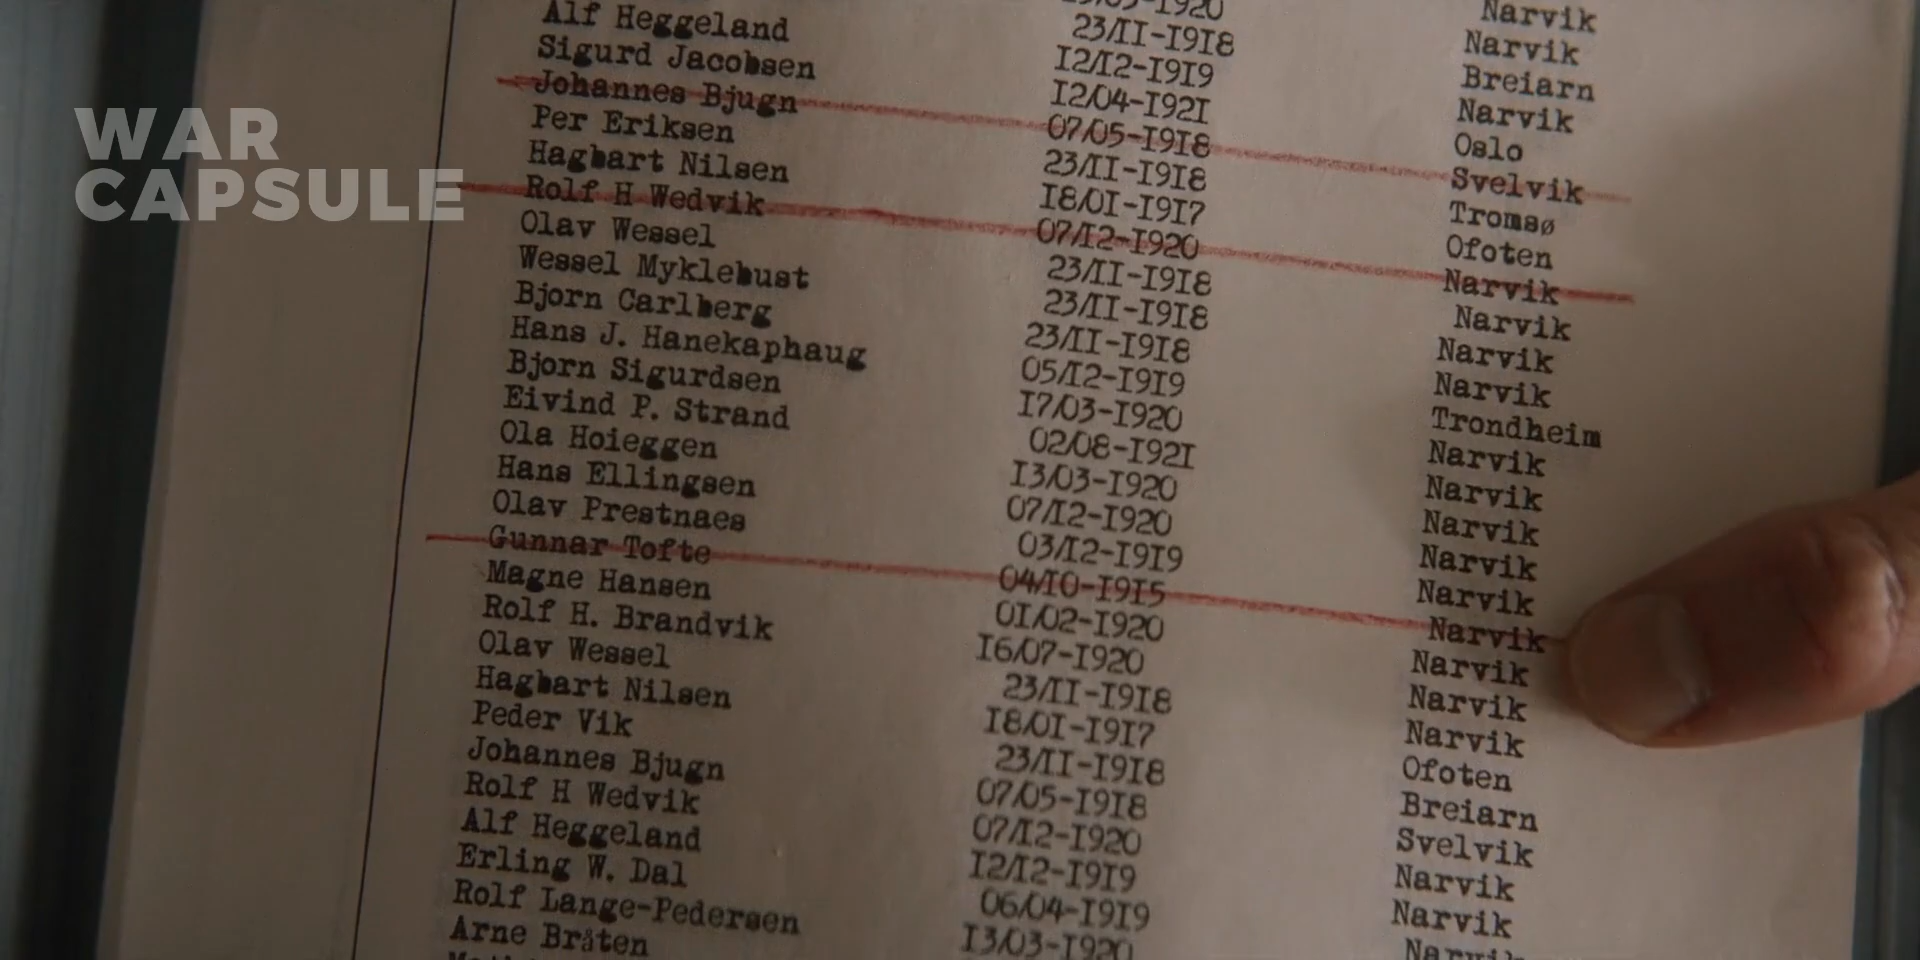 WAR
CAPSULE
Narvik
Narvik
23/II-I9I8 Breiarn
Alf Heggeland I2/I2-I9I9 Narvik
Sigurd Jacobsen I2/04-I92I Oslo
Johannes Bjugn 07/05-I9I8 Svelvik
Per Eriksen 23/II-I9I8 Tromsø
Hagbart Nilsen I8/0I-I9I7 Ofoten
Rolf H Wedvik 07/I2-I920 Narvik
Olav Wessel 23/II-I9I8 Narvik
Wessel Myklebust 23/II-I9I8 Narvik
Bjorn Carlberg 23/II-I9I8 Narvik
Hans J. Hanekaphaug 05/I2-I9I9 Trondheim
Bjorn Sigurdsen I7/03-I920 Narvik
Eivind P. Strand 02/08-I92I Narvik
Ola Hoieggen I3/03-I920 Narvik
Hans Ellingsen 07/I2-I920 Narvik
Olav Prestnaes 03/I2-I9I9 Narvik
Gunnar Tofte 04/I0-I9I5 Narvik
Magne Hansen 0I/02-I920 Narvik
Rolf H. Brandvik I6/07-I920 Narvik
Olav Wessel 23/II-I9I8 Narvik
Hagbart Nilsen I8/0I-I9I7 Ofoten
Peder Vik 23/II-I9I8 Breiarn
Johannes Bjugn 07/05-I9I8 Svelvik
Rolf H Wedvik 07/I2-I920 Narvik
Alf Heggeland I2/I2-I9I9 Narvik
Erling W. Dal 06/04-I9I9 Narvik
Rolf Lange-Pedersen I3/03-I920
Arne Bråten